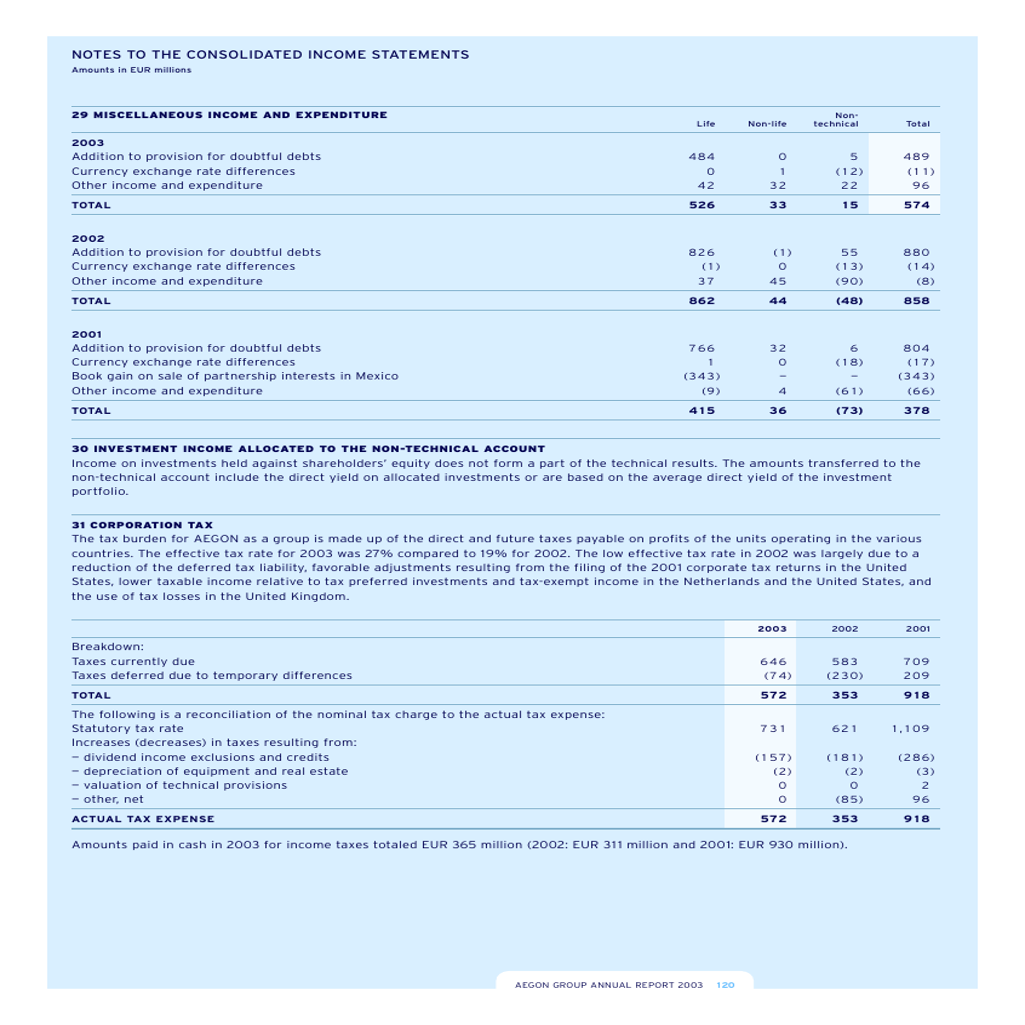 NOTES TO THE CONSOLIDATED INCOME STATEMENTS
Amounts in EUR millions
29 MISCELLANEOUS INCOME AND EXPENDITURE Life Non-life Non-technical Total
2003
Addition to provision for doubtful debts 484 0 5 489
Currency exchange rate differences 0 1 (12) (11)
Other income and expenditure 42 32 22 96
TOTAL 526 33 15 574
2002
Addition to provision for doubtful debts 826 (1) 55 880
Currency exchange rate differences (1) 0 (13) (14)
Other income and expenditure 37 45 (90) (8)
TOTAL 862 44 (48) 858
2001
Addition to provision for doubtful debts 766 32 6 804
Currency exchange rate differences 1 0 (18) (17)
Book gain on sale of partnership interests in Mexico (343) – – (343)
Other income and expenditure (9) 4 (61) (66)
TOTAL 415 36 (73) 378
30 INVESTMENT INCOME ALLOCATED TO THE NON-TECHNICAL ACCOUNT
Income on investments held against shareholders' equity does not form a part of the technical results. The amounts transferred to the
non-technical account include the direct yield on allocated investments or are based on the average direct yield of the investment
portfolio.
31 CORPORATION TAX
The tax burden for AEGON as a group is made up of the direct and future taxes payable on profits of the units operating in the various
countries. The effective tax rate for 2003 was 27% compared to 19% for 2002. The low effective tax rate in 2002 was largely due to a
reduction of the deferred tax liability, favorable adjustments resulting from the filing of the 2001 corporate tax returns in the United
States, lower taxable income relative to tax preferred investments and tax-exempt income in the Netherlands and the United States, and
the use of tax losses in the United Kingdom.
2003 2002 2001
Breakdown:
Taxes currently due 646 583 709
Taxes deferred due to temporary differences (74) (230) 209
TOTAL 572 353 918
The following is a reconciliation of the nominal tax charge to the actual tax expense:
Statutory tax rate 731 621 1,109
Increases (decreases) in taxes resulting from:
– dividend income exclusions and credits (157) (181) (286)
– depreciation of equipment and real estate (2) (2) (3)
– valuation of technical provisions 0 0 2
– other, net 0 (85) 96
ACTUAL TAX EXPENSE 572 353 918
Amounts paid in cash in 2003 for income taxes totaled EUR 365 million (2002: EUR 311 million and 2001: EUR 930 million).
AEGON GROUP ANNUAL REPORT 2003 120